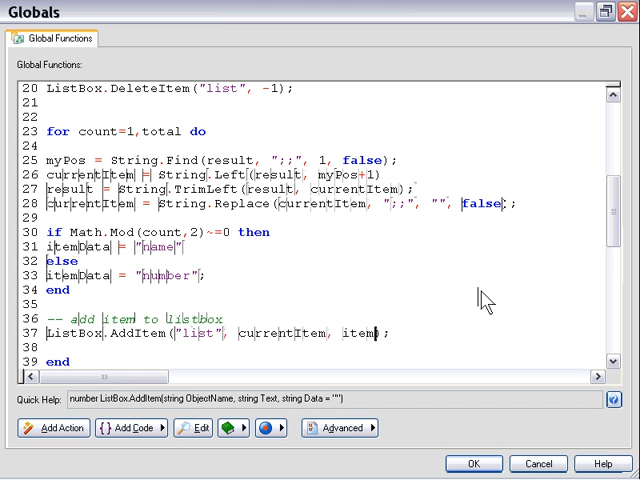 Globals
Global Functions
Global Functions:
20 ListBox.DeleteItem("list", -1);
21
22
23 for count=1,total do
24
25 myPos = String.Find(result, ";;", 1, false);
26 currentItem = String.Left(result, myPos+1)
27 result = String.TrimLeft(result, currentItem);
28 currentItem = String.Replace(currentItem, ";;", "", false);
29
30 if Math.Mod(count,2)~=0 then
31 itemData = "name"
32 else
33 itemData = "number";
34 end
35
36 -- add item to listbox
37 ListBox.AddItem("list", currentItem, item);
38
39 end
Quick Help: number ListBox.AddItem(string ObjectName, string Text, string Data = "")
Add Action { } Add Code Edit Advanced
OK Cancel Help